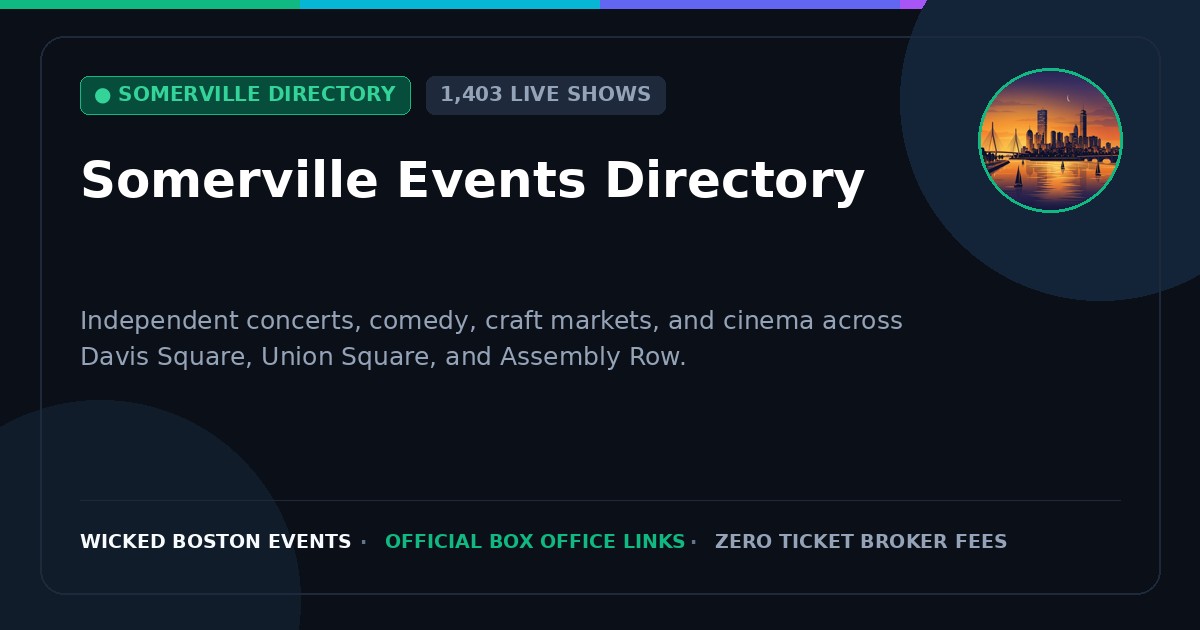 SOMERVILLE DIRECTORY
1,403 LIVE SHOWS
Somerville Events Directory
Independent concerts, comedy, craft markets, and cinema across
Davis Square, Union Square, and Assembly Row.
WICKED BOSTON EVENTS · OFFICIAL BOX OFFICE LINKS · ZERO TICKET BROKER FEES